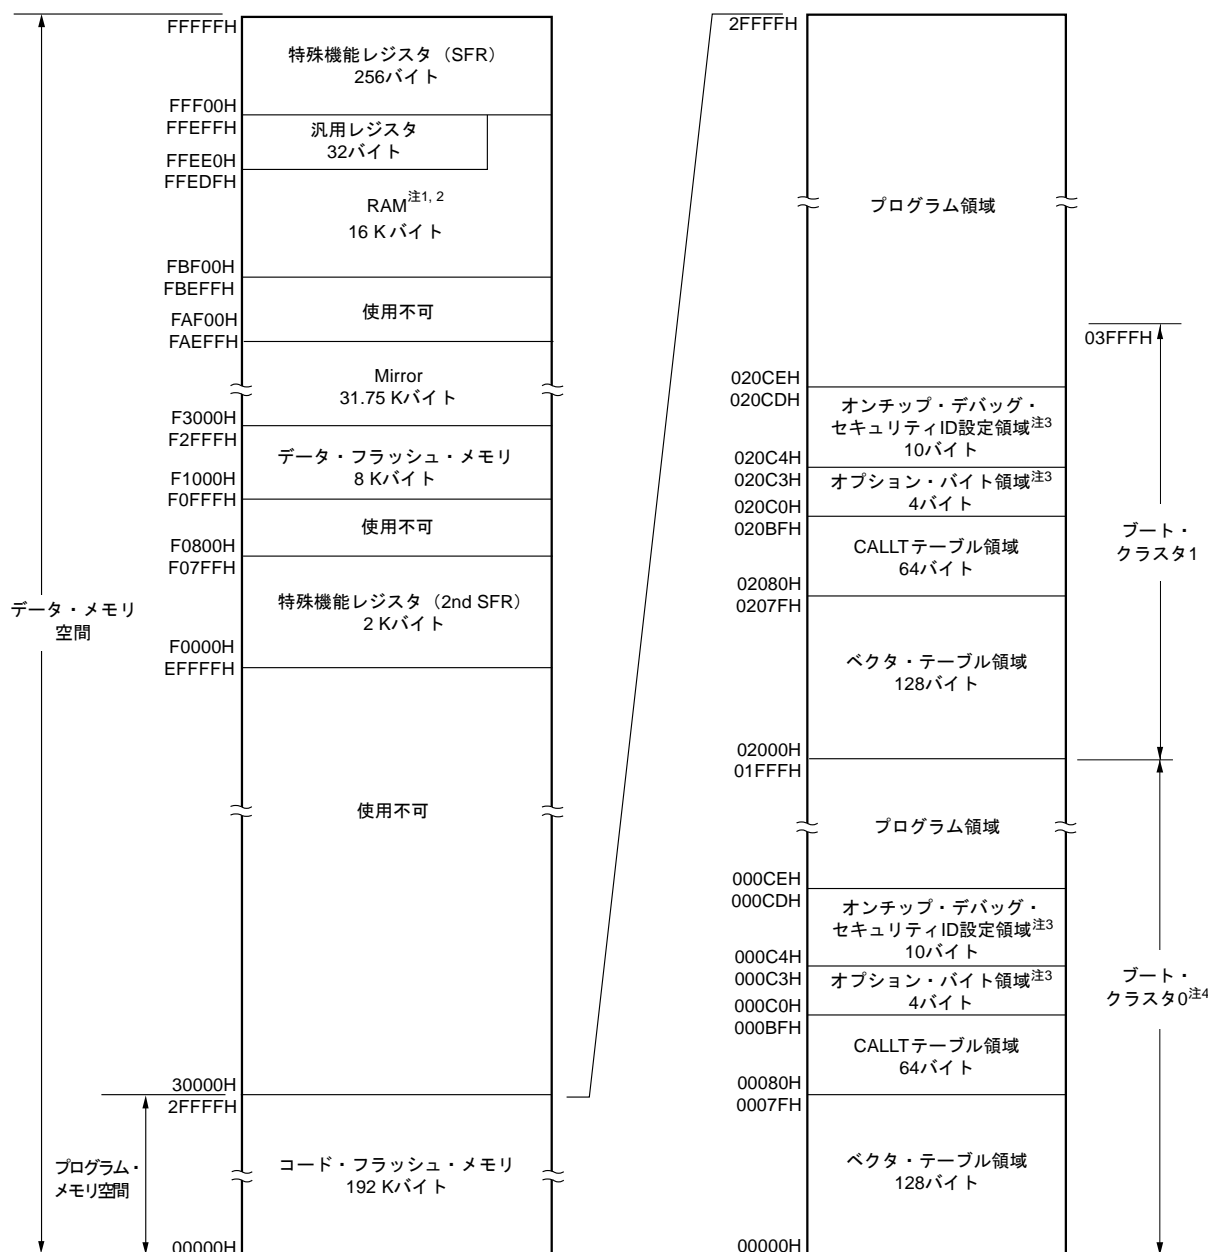 FFFFFH
特殊機能レジスタ（SFR）
256バイト
FFF00H
FFEFFH
汎用レジスタ
32バイト
FFEE0H
FFEDFH
RAM注1, 2
16 Kバイト
FBF00H
FBEFFH
使用不可
FAF00H
FAEFFH
Mirror
31.75 Kバイト
F3000H
F2FFFH
データ・フラッシュ・メモリ
8 Kバイト
F1000H
F0FFFH
使用不可
F0800H
F07FFH
特殊機能レジスタ（2nd SFR）
2 Kバイト
F0000H
EFFFFH
データ・メモリ
空間
使用不可
30000H
2FFFFH
プログラム・
メモリ空間
コード・フラッシュ・メモリ
192 Kバイト
00000H
2FFFFH
プログラム領域
03FFFH
020CEH
020CDH
オンチップ・デバッグ・
セキュリティID設定領域注3
10バイト
020C4H
020C3H
オプション・バイト領域注3
4バイト
020C0H
020BFH
CALLTテーブル領域
64バイト
ブート・
クラスタ1
02080H
0207FH
ベクタ・テーブル領域
128バイト
02000H
01FFFH
プログラム領域
000CEH
000CDH
オンチップ・デバッグ・
セキュリティID設定領域注3
10バイト
000C4H
000C3H
オプション・バイト領域注3
4バイト
000C0H
000BFH
ブート・
クラスタ0注4
CALLTテーブル領域
64バイト
00080H
0007FH
ベクタ・テーブル領域
128バイト
00000H